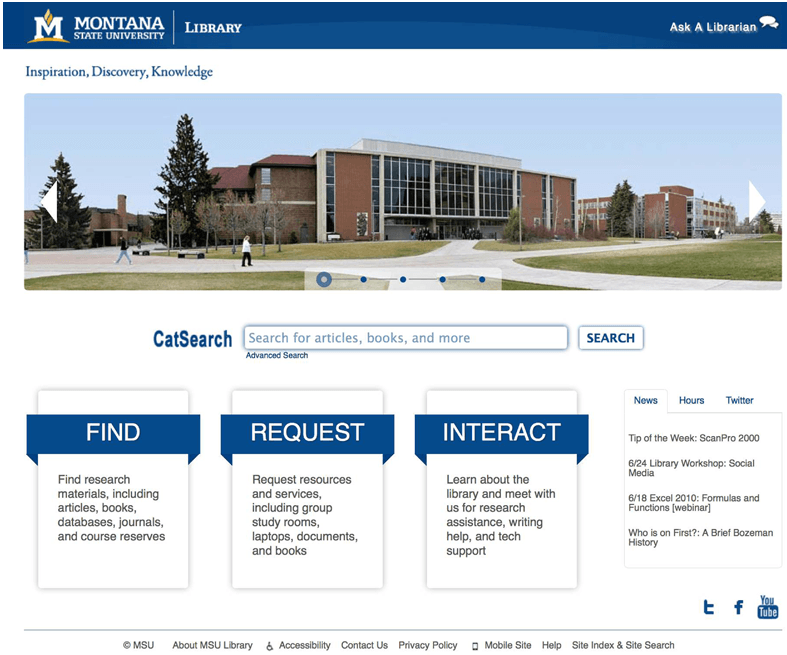 MONTANA
STATE UNIVERSITY
LIBRARY
Ask A Librarian
Inspiration, Discovery, Knowledge
CatSearch
Search for articles, books, and more
SEARCH
Advanced Search
FIND
Find research
materials, including
articles, books,
databases, journals,
and course reserves
REQUEST
Request resources
and services,
including group
study rooms,
laptops, documents,
and books
INTERACT
Learn about the
library and meet with
us for research
assistance, writing
help, and tech
support
News Hours Twitter
Tip of the Week: ScanPro 2000
6/24 Library Workshop: Social
Media
6/18 Excel 2010: Formulas and
Functions [webinar]
Who is on First?: A Brief Bozeman
History
You
Tube
© MSU About MSU Library Accessibility Contact Us Privacy Policy Mobile Site Help Site Index & Site Search